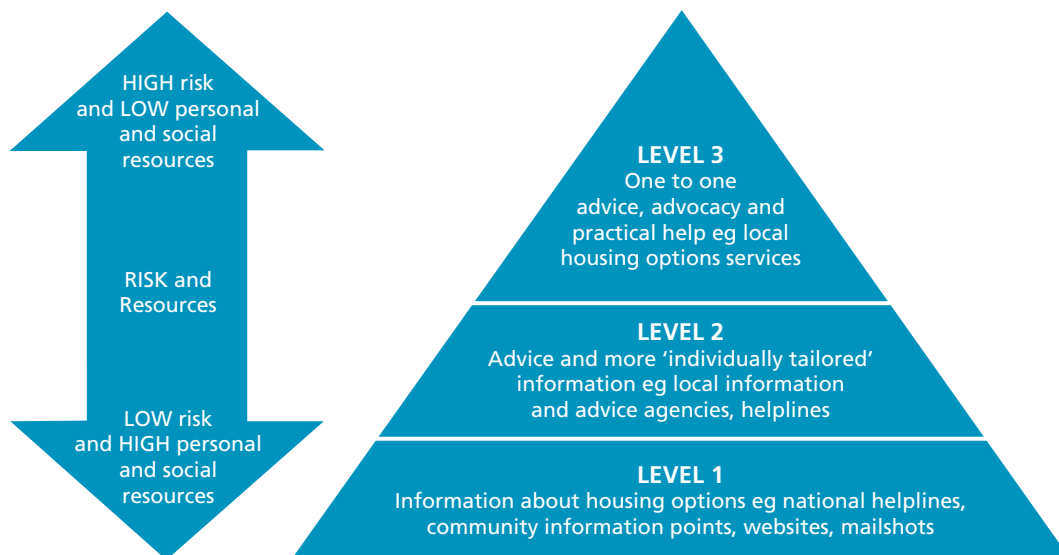 HIGH risk
and LOW personal
and social
resources
RISK and
Resources
LOW risk
and HIGH personal
and social
resources
LEVEL 3
One to one
advice, advocacy and
practical help eg local
housing options services
LEVEL 2
Advice and more ‘individually tailored’
information eg local information
and advice agencies, helplines
LEVEL 1
Information about housing options eg national helplines,
community information points, websites, mailshots